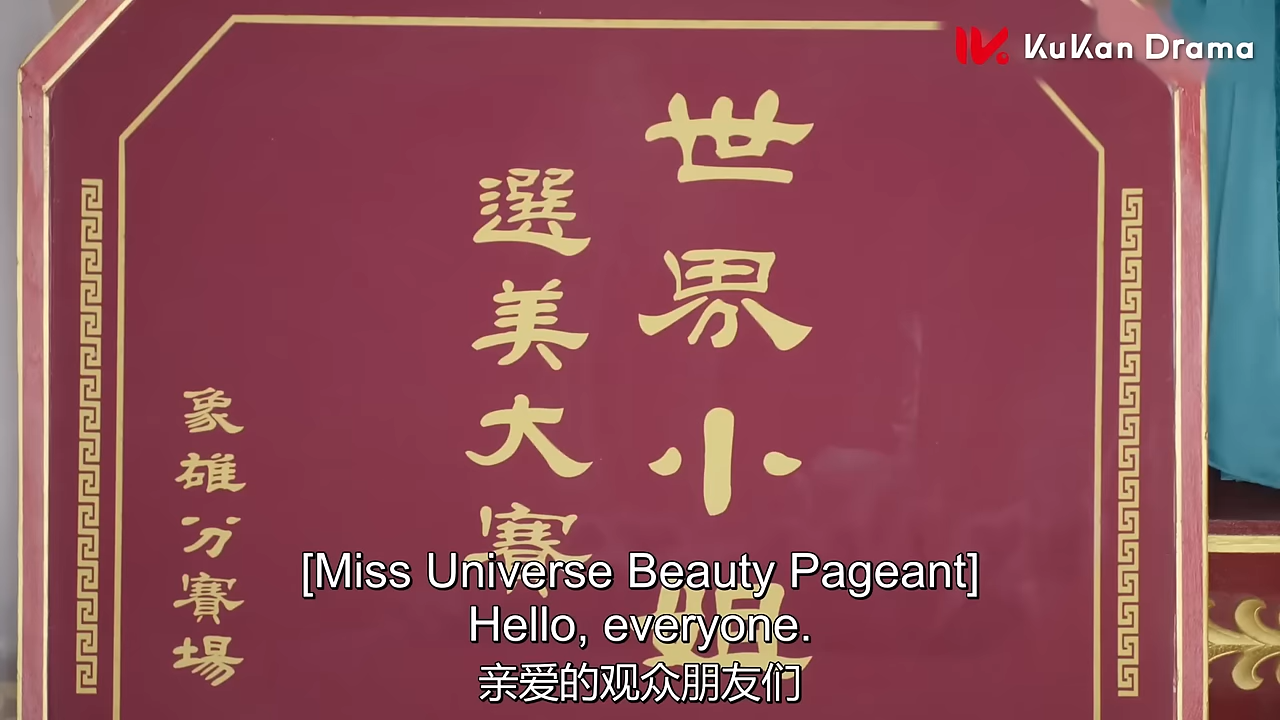 KuKan Drama
世界小姐
選美大賽
象雄分賽場
[Miss Universe Beauty Pageant]
Hello, everyone.
亲爱的观众朋友们